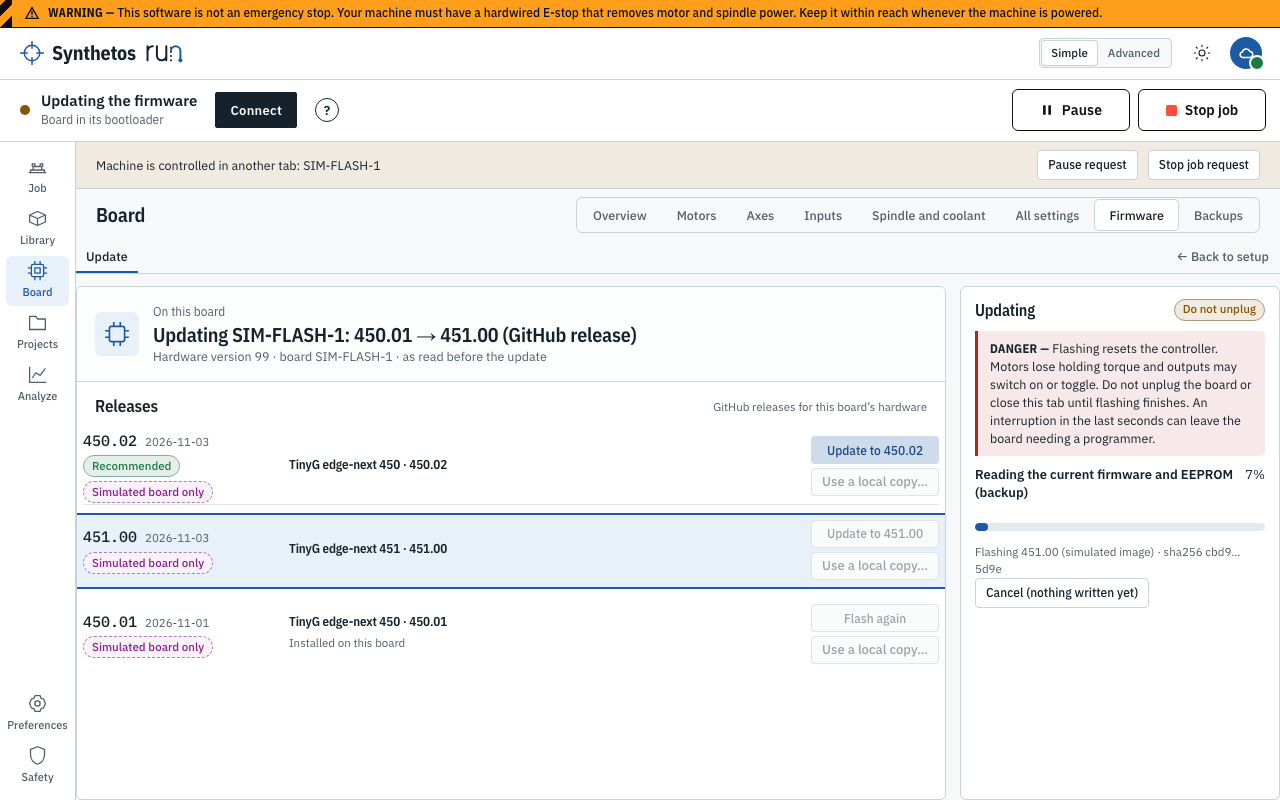 WARNING — This software is not an emergency stop. Your machine must have a hardwired E-stop that removes motor and spindle power. Keep it within reach whenever the machine is powered.
Synthetos run
Simple Advanced
Updating the firmware
Board in its bootloader
Connect
?
Pause
Stop job
Machine is controlled in another tab: SIM-FLASH-1
Pause request
Stop job request
Job
Library
Board
Projects
Analyze
Preferences
Safety
Board
Overview Motors Axes Inputs Spindle and coolant All settings Firmware Backups
Update
← Back to setup
On this board
Updating SIM-FLASH-1: 450.01 → 451.00 (GitHub release)
Hardware version 99 · board SIM-FLASH-1 · as read before the update
Releases
GitHub releases for this board's hardware
450.02 2026-11-03
Recommended
Simulated board only
TinyG edge-next 450 · 450.02
Update to 450.02
Use a local copy...
451.00 2026-11-03
Simulated board only
TinyG edge-next 451 · 451.00
Update to 451.00
Use a local copy...
450.01 2026-11-01
Simulated board only
TinyG edge-next 450 · 450.01
Installed on this board
Flash again
Use a local copy...
Updating
Do not unplug
DANGER — Flashing resets the controller.
Motors lose holding torque and outputs may
switch on or toggle. Do not unplug the board or
close this tab until flashing finishes. An
interruption in the last seconds can leave the
board needing a programmer.
Reading the current firmware and EEPROM 7%
(backup)
Flashing 451.00 (simulated image) · sha256 cbd9…
5d9e
Cancel (nothing written yet)